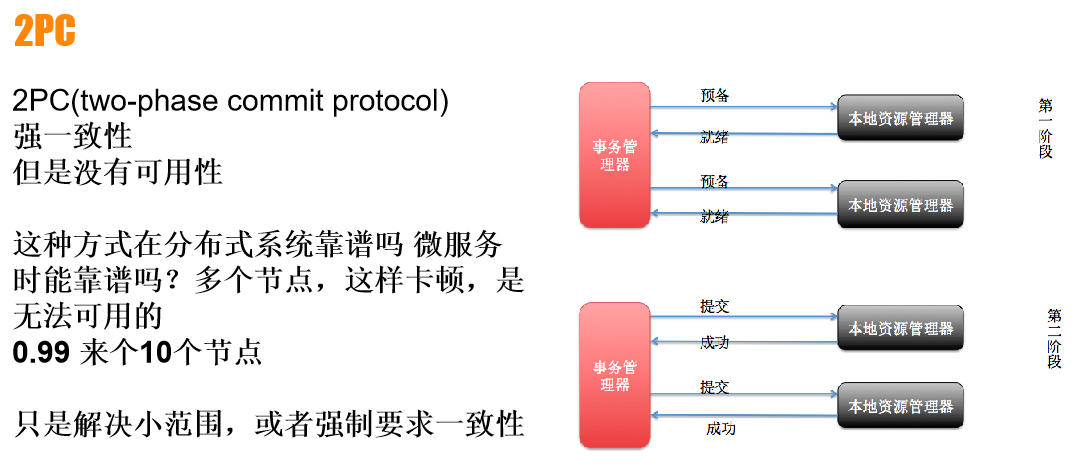 2PC
2PC(two-phase commit protocol)
强一致性
但是没有可用性
这种方式在分布式系统靠谱吗 微服务
时能靠谱吗？多个节点，这样卡顿，是
无法可用的
0.99 来个10个节点
只是解决小范围，或者强制要求一致性
事务管
理器
预备
就绪
预备
就绪
本地资源管理器
本地资源管理器
第一阶段
事务管
理器
提交
成功
提交
成功
本地资源管理器
本地资源管理器
第二阶段